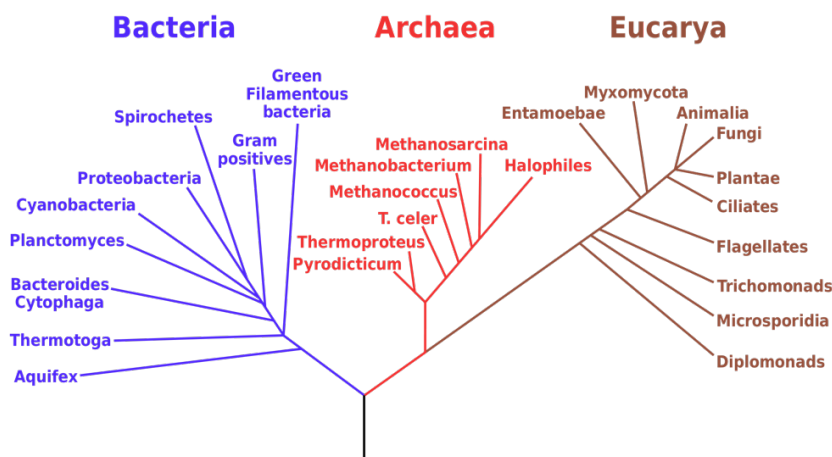 Bacteria
Archaea
Eucarya
Green
Filamentous
bacteria
Spirochetes
Gram
positives
Proteobacteria
Cyanobacteria
Planctomyces
Bacteroides
Cytophaga
Thermotoga
Aquifex
Methanosarcina
Methanobacterium
Halophiles
Methanococcus
T. celer
Thermoproteus
Pyrodicticum
Myxomycota
Entamoebae
Animalia
Fungi
Plantae
Ciliates
Flagellates
Trichomonads
Microsporidia
Diplomonads